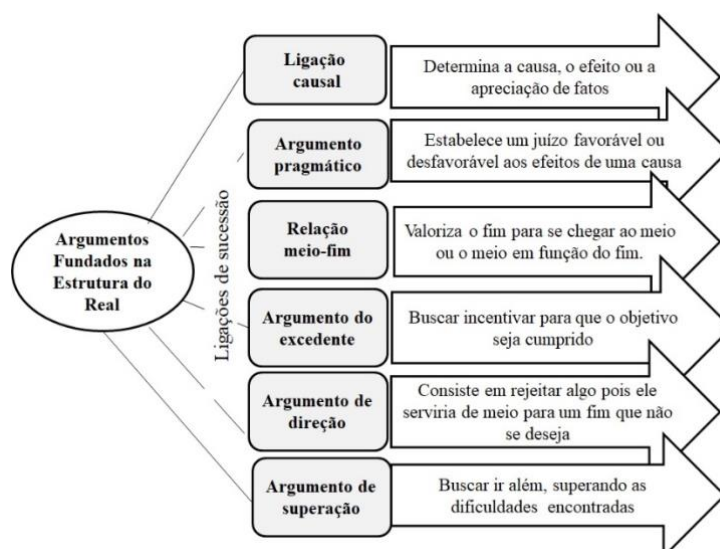 Argumentos
Fundados na
Estrutura do
Real
Ligações de sucessão
Ligação
causal
Determina a causa, o efeito ou a
apreciação de fatos
Argumento
pragmático
Estabelece um juízo favorável ou
desfavorável aos efeitos de uma causa
Relação
meio-fim
Valoriza o fim para se chegar ao meio
ou o meio em função do fim.
Argumento do
excedente
Buscar incentivar para que o objetivo
seja cumprido
Argumento de
direção
Consiste em rejeitar algo pois ele
serviria de meio para um fim que não
se deseja
Argumento de
superação
Buscar ir além, superando as
dificuldades encontradas